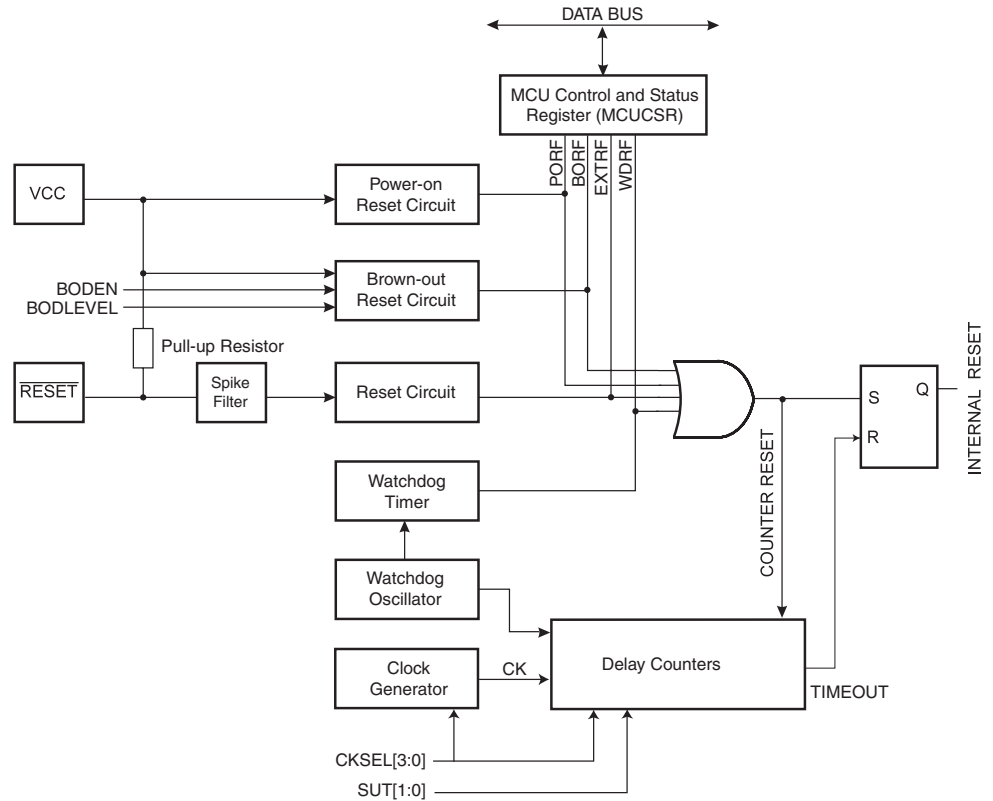 DATA BUS
MCU Control and Status
Register (MCUCSR)
PORF
BORF
EXTRF
WDRF
VCC
Power-on
Reset Circuit
BODEN
BODLEVEL
Brown-out
Reset Circuit
Pull-up Resistor
RESET
Spike
Filter
Reset Circuit
S
Q
R
INTERNAL RESET
COUNTER RESET
Watchdog
Timer
Watchdog
Oscillator
Clock
Generator
CK
Delay Counters
TIMEOUT
CKSEL[3:0]
SUT[1:0]